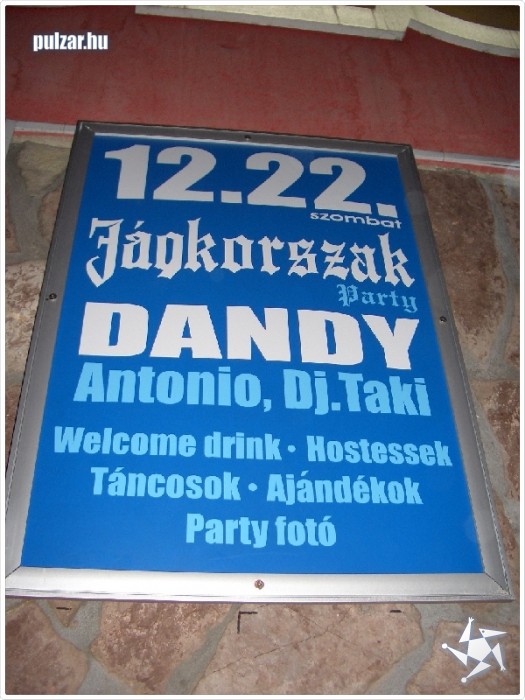 pulzar.hu
12.22.
szombat
Jágkorszak
Party
DANDY
Antonio, Dj.Taki
Welcome drink • Hostessek
Táncosok • Ajándékok
Party fotó